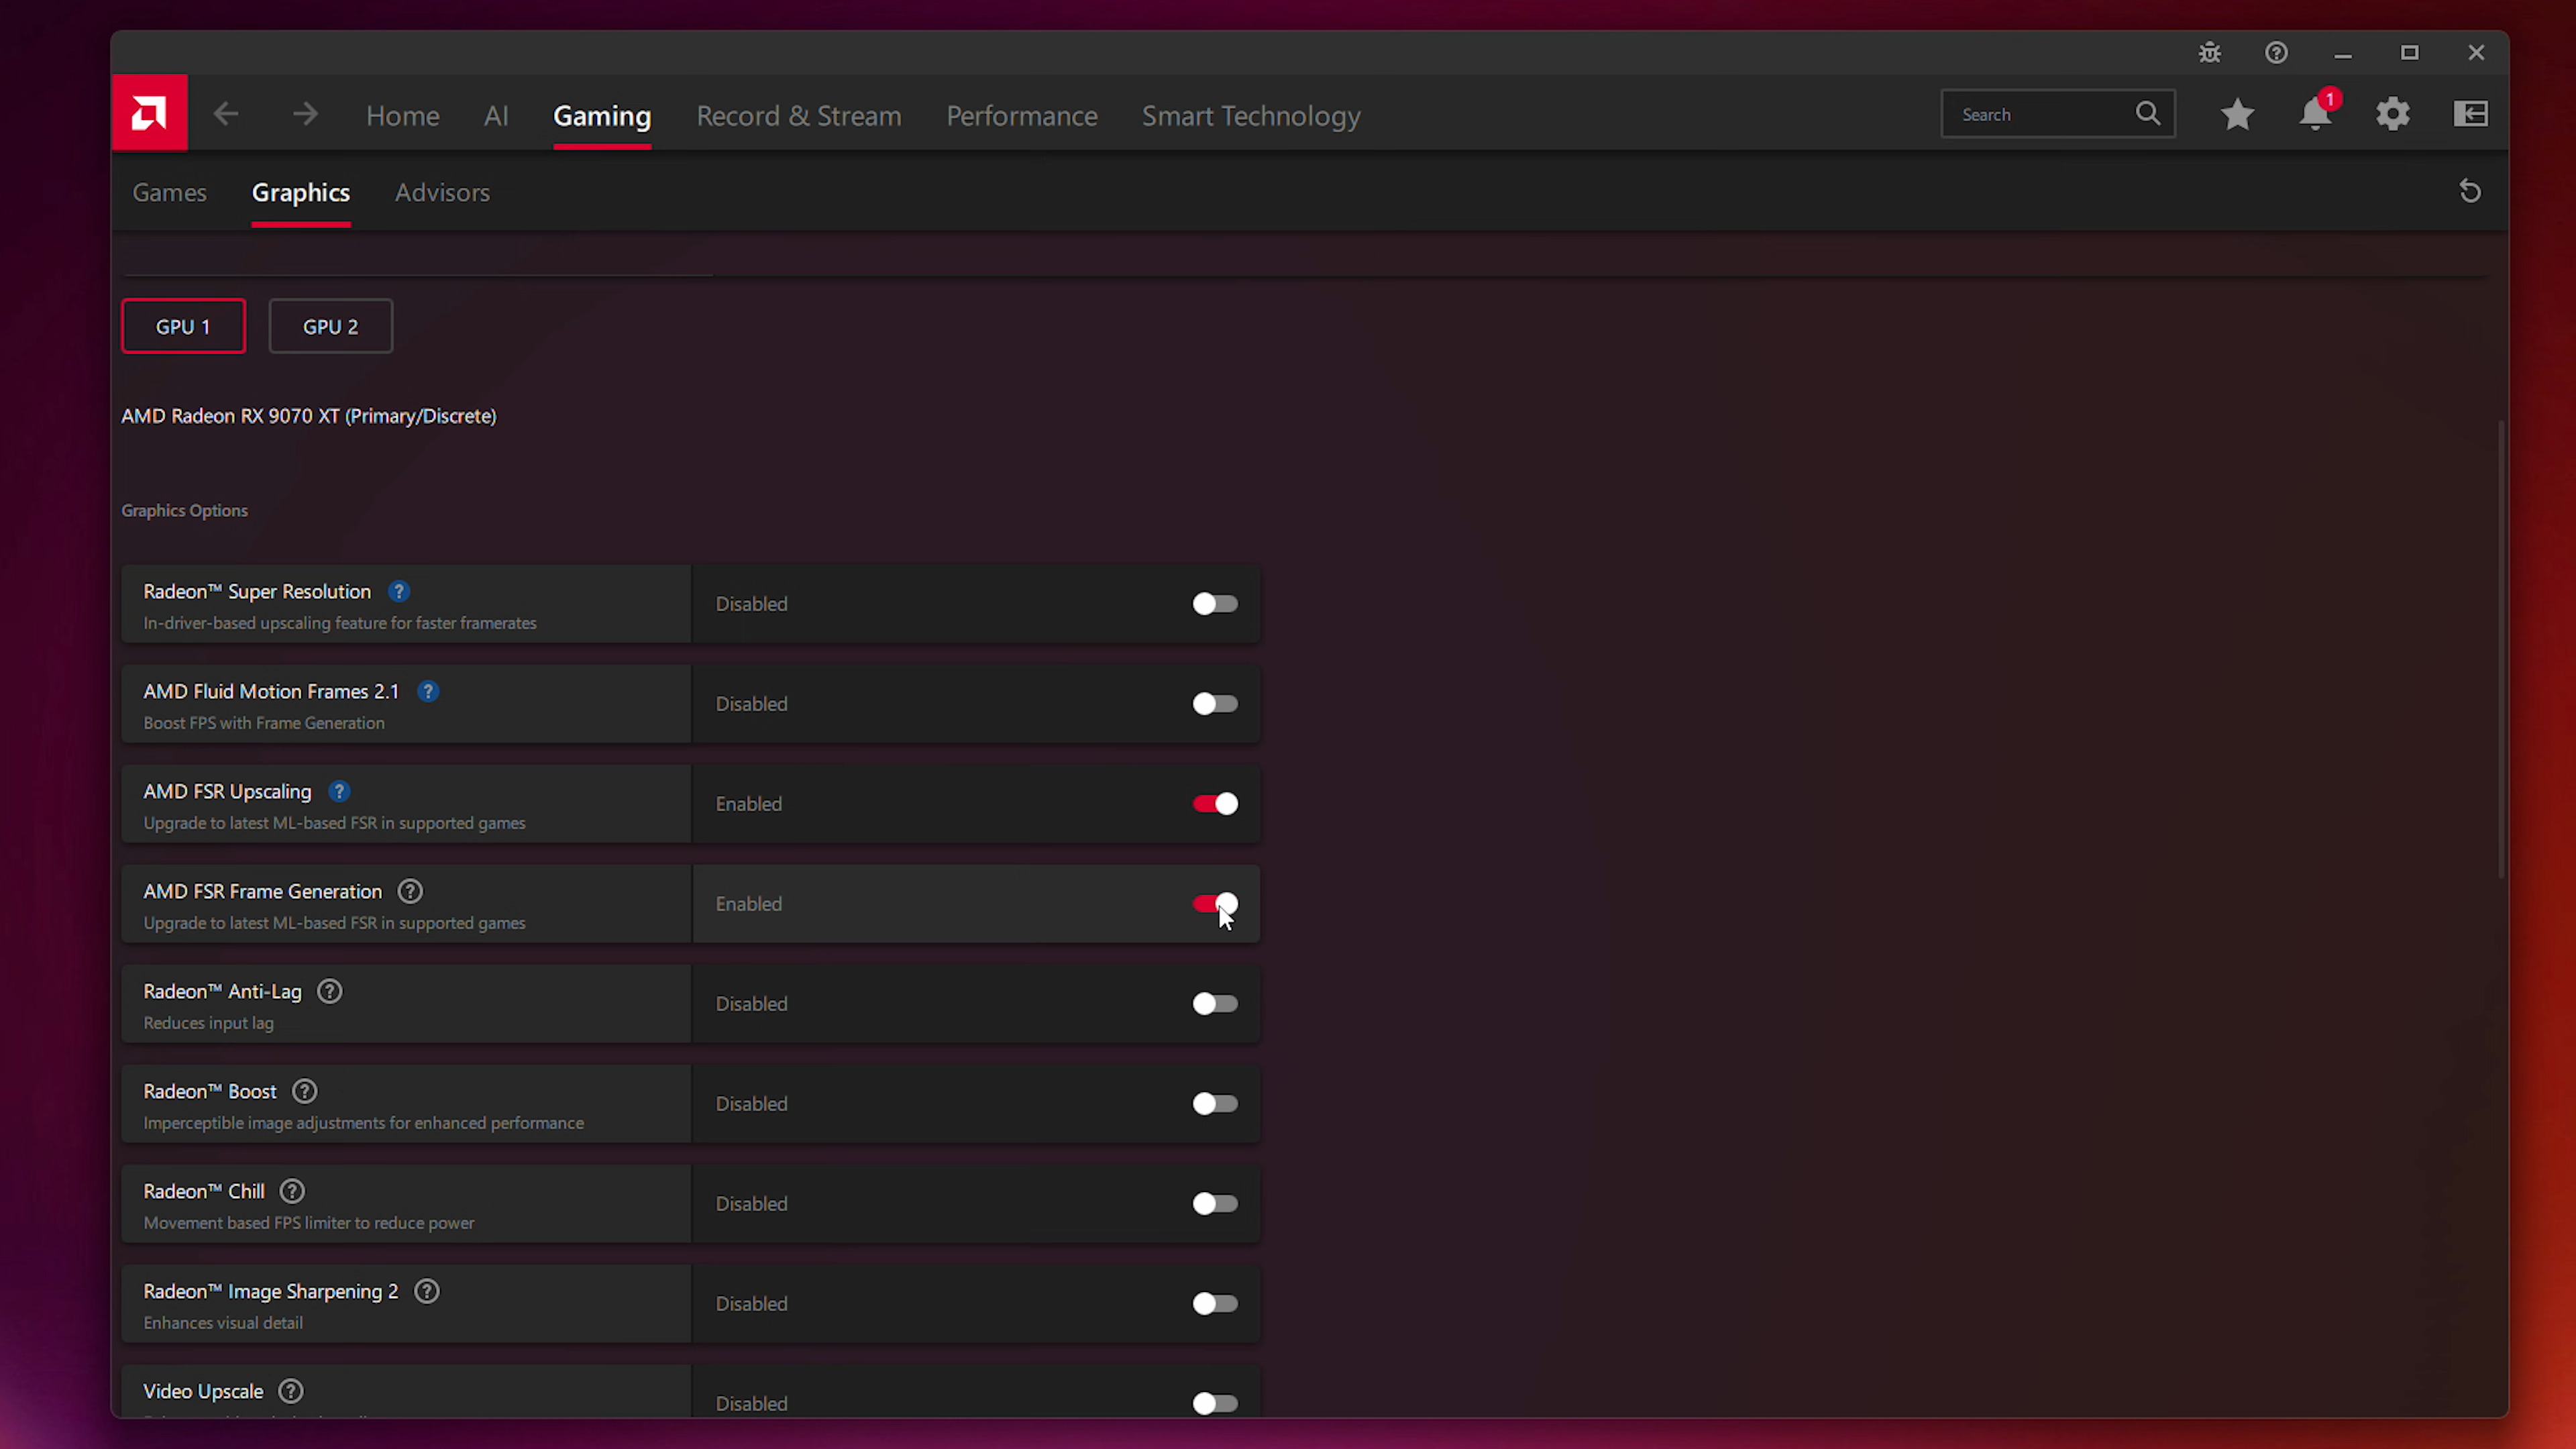 Home AI Gaming Record & Stream Performance Smart Technology Search 1
Games Graphics Advisors
GPU 1 GPU 2
AMD Radeon RX 9070 XT (Primary/Discrete)
Graphics Options
Radeon™ Super Resolution ? Disabled
In-driver-based upscaling feature for faster framerates
AMD Fluid Motion Frames 2.1 ? Disabled
Boost FPS with Frame Generation
AMD FSR Upscaling ? Enabled
Upgrade to latest ML-based FSR in supported games
AMD FSR Frame Generation ? Enabled
Upgrade to latest ML-based FSR in supported games
Radeon™ Anti-Lag ? Disabled
Reduces input lag
Radeon™ Boost ? Disabled
Imperceptible image adjustments for enhanced performance
Radeon™ Chill ? Disabled
Movement based FPS limiter to reduce power
Radeon™ Image Sharpening 2 ? Disabled
Enhances visual detail
Video Upscale ? Disabled